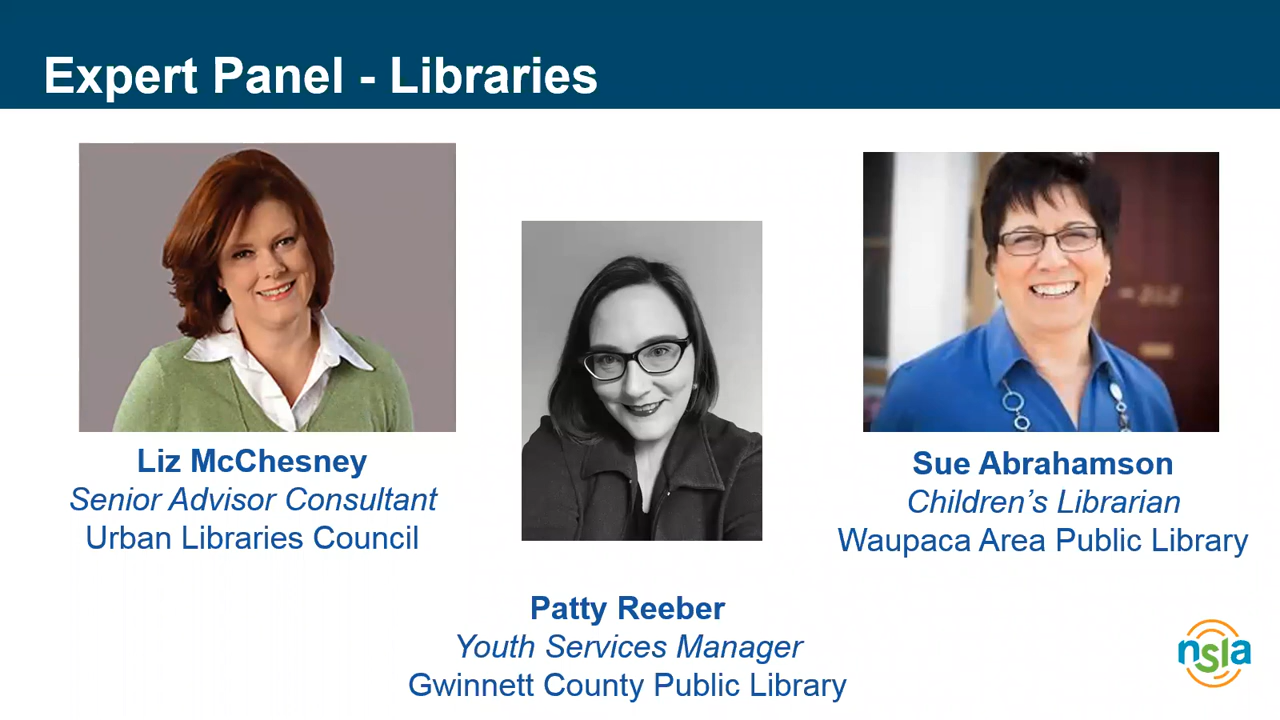 Expert Panel - Libraries
Liz McChesney
Senior Advisor Consultant
Urban Libraries Council
Sue Abrahamson
Children’s Librarian
Waupaca Area Public Library
Patty Reeber
Youth Services Manager
Gwinnett County Public Library
nsla